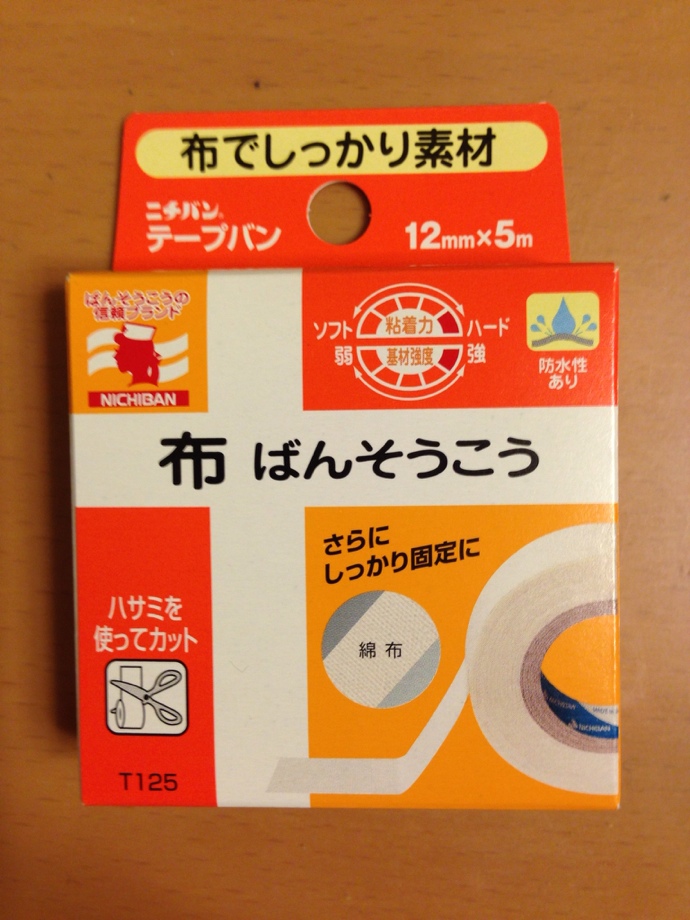 布でしっかり素材
ニチバン®
テープバン
12mm×5m
ばんそうこうの
信頼ブランド
NICHIBAN
ソフト 粘着力 ハード
弱 基材強度 強
防水性
あり
布 ばんそうこう
さらに
しっかり固定に
綿布
ハサミを
使ってカット
NICHIBAN
NICHIBAN
T125